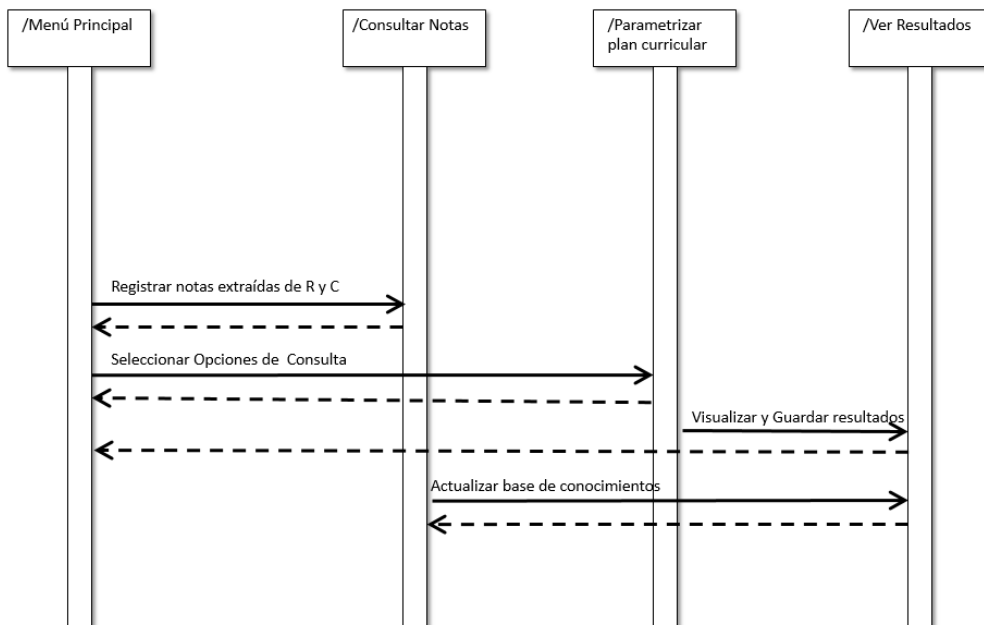 /Menú Principal
/Consultar Notas
/Parametrizar
plan curricular
/Ver Resultados
Registrar notas extraídas de R y C
Seleccionar Opciones de Consulta
Visualizar y Guardar resultados
Actualizar base de conocimientos